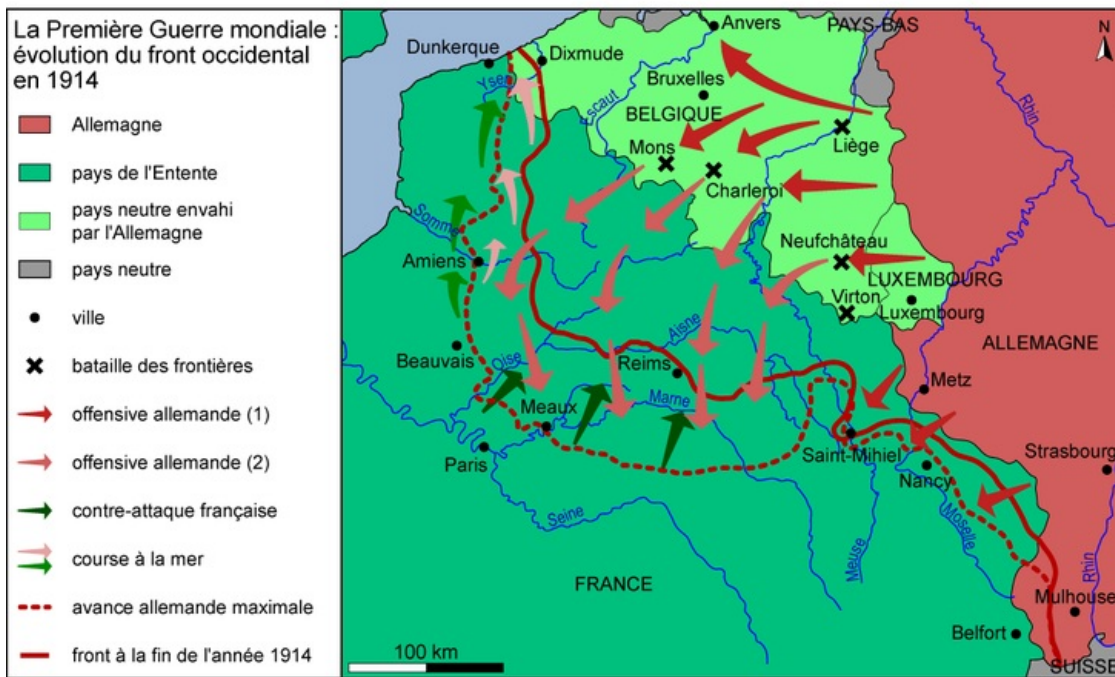 La Première Guerre mondiale :
évolution du front occidental
en 1914
Allemagne
pays de l'Entente
pays neutre envahi
par l'Allemagne
pays neutre
ville
bataille des frontières
offensive allemande (1)
offensive allemande (2)
contre-attaque française
course à la mer
avance allemande maximale
front à la fin de l'année 1914
Anvers
PAYS-BAS
N
Dunkerque
Dixmude
Yser
Bruxelles
Escaut
BELGIQUE
Rhin
Mons
Liège
Charleroi
Somme
Neufchâteau
Amiens
LUXEMBOURG
Virton
Luxembourg
Aisne
ALLEMAGNE
Beauvais
Oise
Reims
Metz
Marne
Meaux
Paris
Saint-Mihiel
Strasbourg
Nancy
Seine
Moselle
Meuse
FRANCE
Rhin
Mulhouse
Belfort
100 km
SUISSE